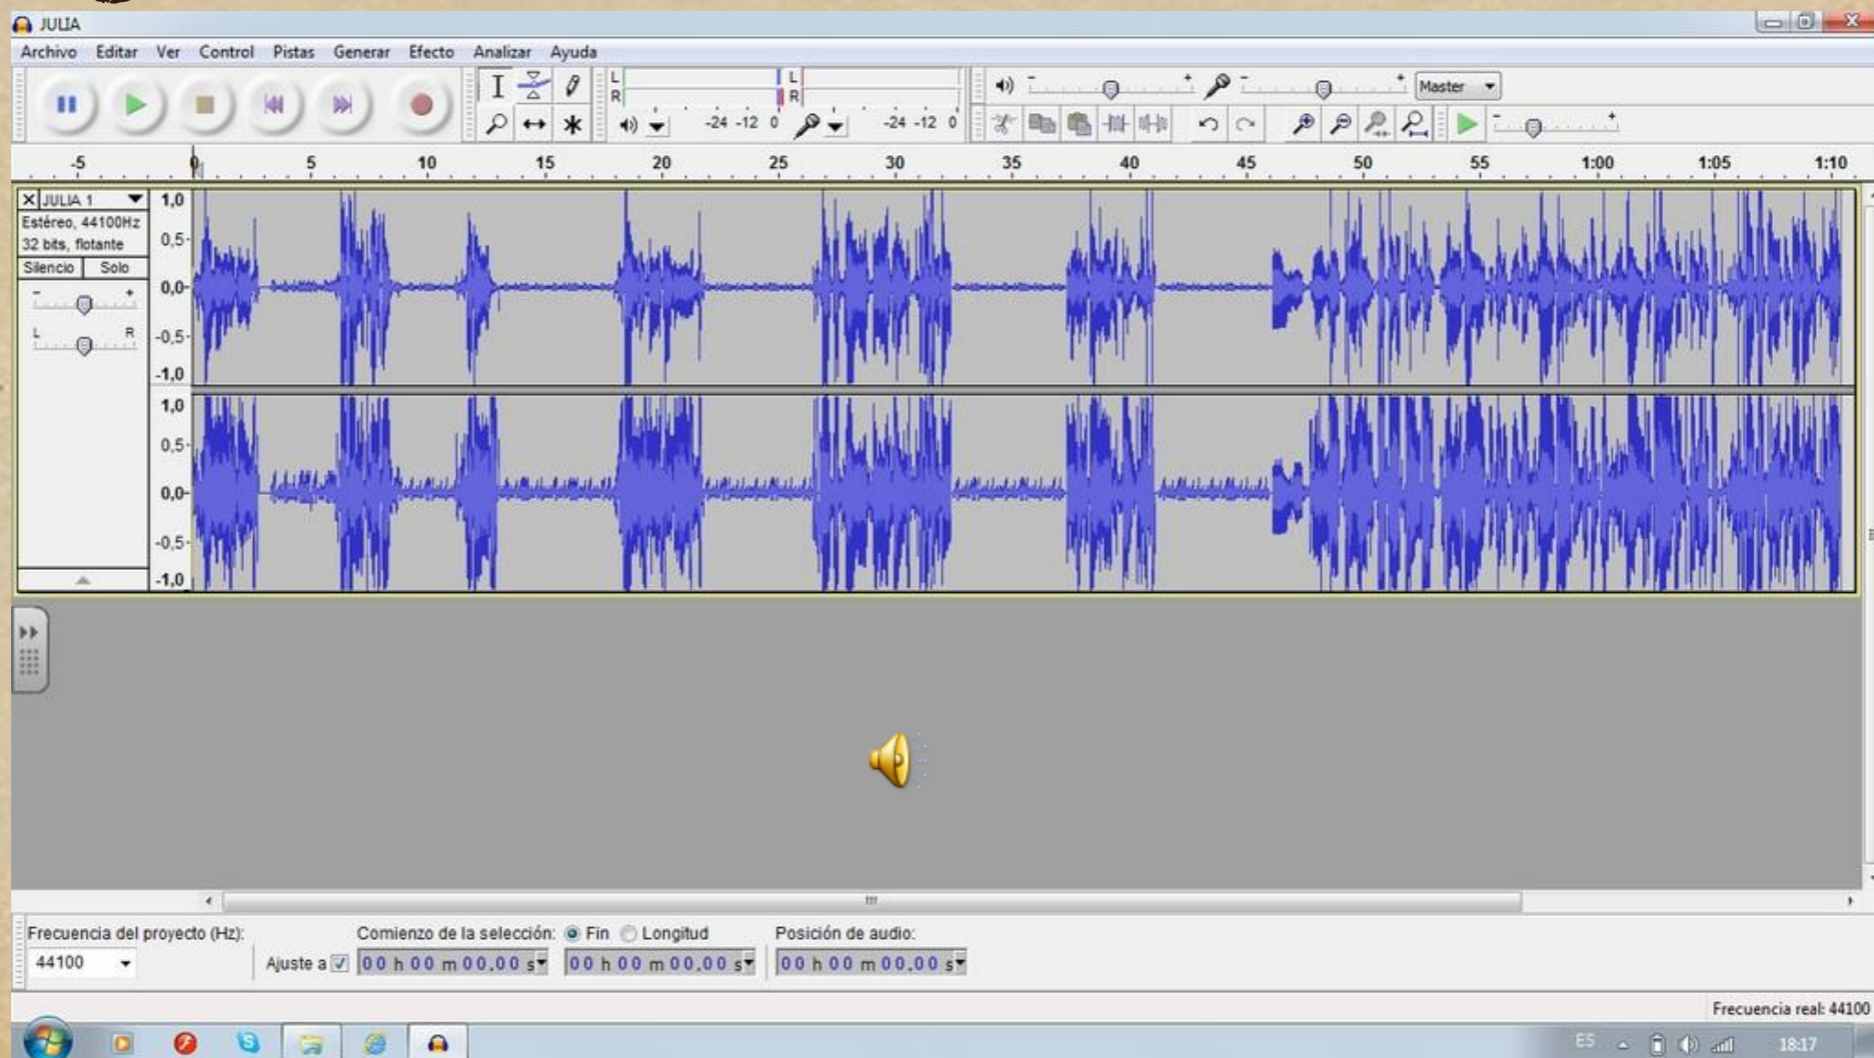 JULIA
Archivo Editar Ver Control Pistas Generar Efecto Analizar Ayuda
L
R
-24 -12 0
L
R
-24 -12 0
Master
-5 0 5 10 15 20 25 30 35 40 45 50 55 1:00 1:05 1:10
JULIA 1
Estéreo, 44100Hz
32 bits, flotante
Silencio Solo
- +
L R
1,0
0,5
0,0
-0,5
-1,0
1,0
0,5
0,0
-0,5
-1,0
Frecuencia del proyecto (Hz):
44100
Comienzo de la selección: Fin Longitud
Posición de audio:
Ajuste a 00 h 00 m 00.00 s 00 h 00 m 00.00 s 00 h 00 m 00.00 s
Frecuencia real: 44100
ES 18:17